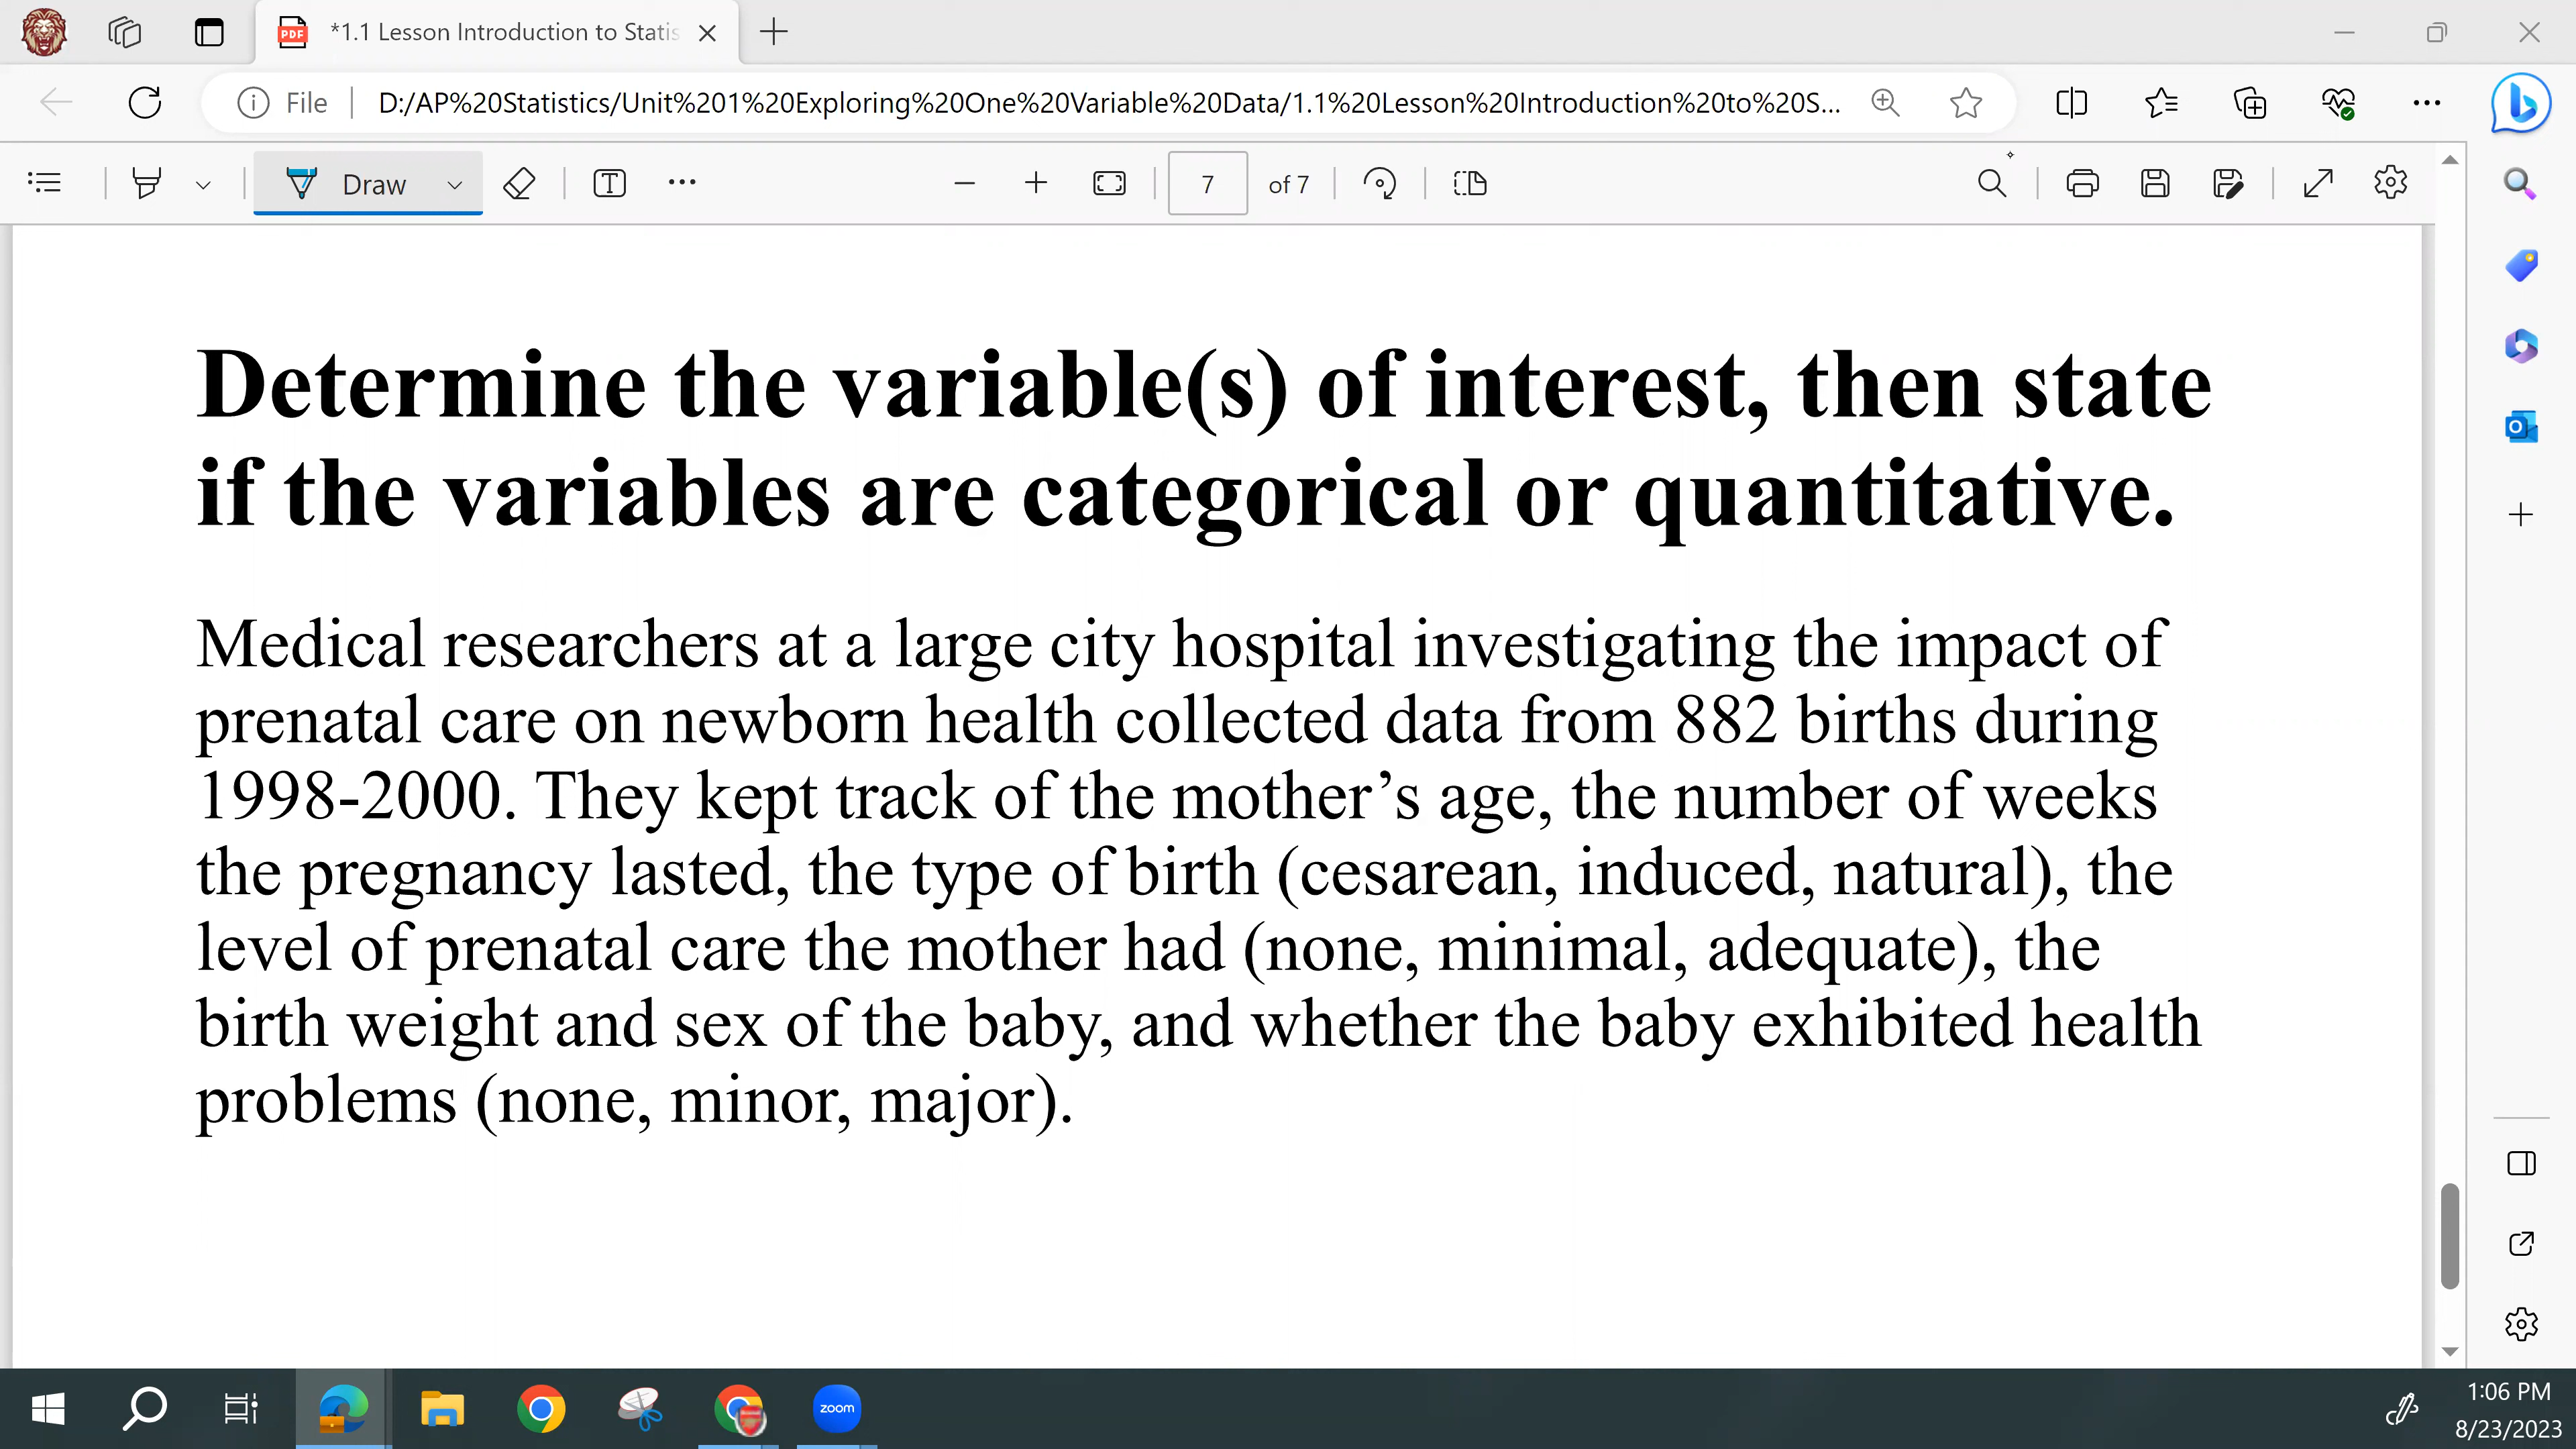 *1.1 Lesson Introduction to Statis
File
D:/AP%20Statistics/Unit%201%20Exploring%20One%20Variable%20Data/1.1%20Lesson%20Introduction%20to%20S...
Draw
7 of 7
Determine the variable(s) of interest, then state
if the variables are categorical or quantitative.
Medical researchers at a large city hospital investigating the impact of
prenatal care on newborn health collected data from 882 births during
1998-2000. They kept track of the mother’s age, the number of weeks
the pregnancy lasted, the type of birth (cesarean, induced, natural), the
level of prenatal care the mother had (none, minimal, adequate), the
birth weight and sex of the baby, and whether the baby exhibited health
problems (none, minor, major).
zoom
1:06 PM
8/23/2023